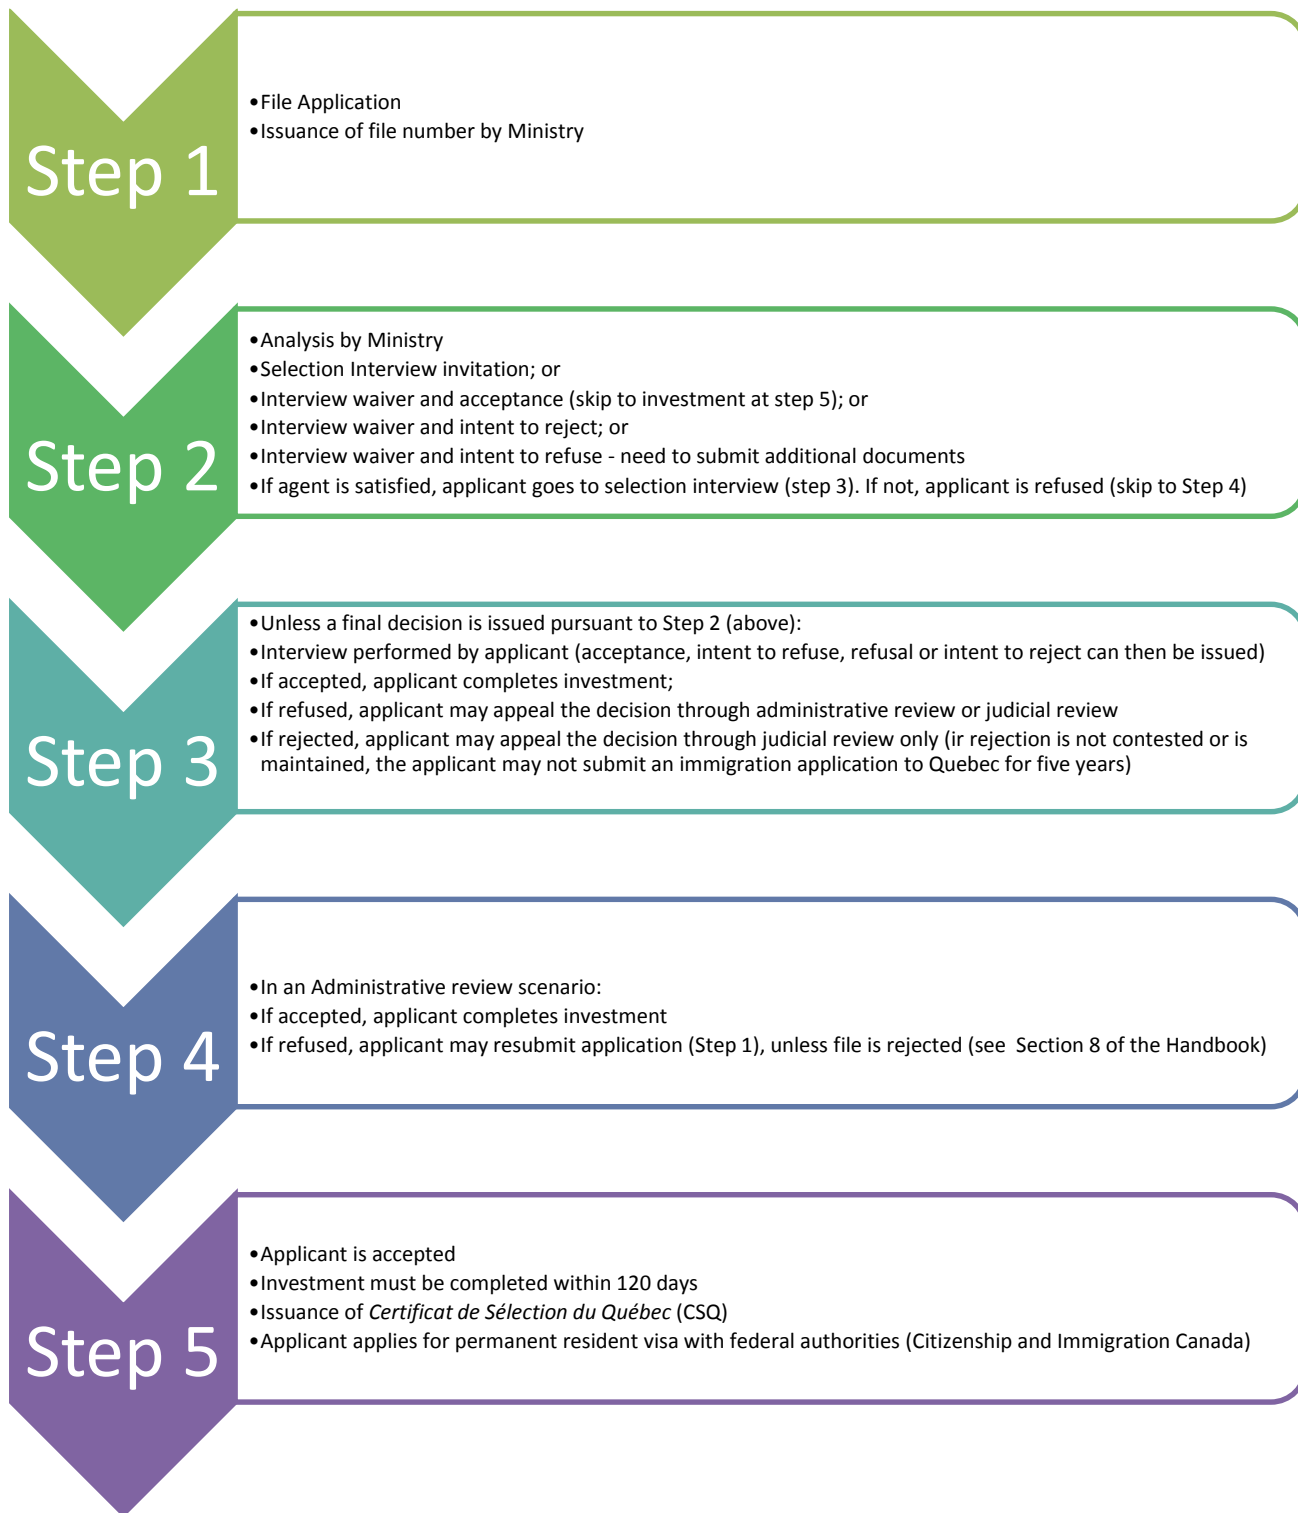 Step 1
•File Application
•Issuance of file number by Ministry
Step 2
•Analysis by Ministry
•Selection Interview invitation; or
•Interview waiver and acceptance (skip to investment at step 5); or
•Interview waiver and intent to reject; or
•Interview waiver and intent to refuse - need to submit additional documents
•If agent is satisfied, applicant goes to selection interview (step 3). If not, applicant is refused (skip to Step 4)
Step 3
•Unless a final decision is issued pursuant to Step 2 (above):
•Interview performed by applicant (acceptance, intent to refuse, refusal or intent to reject can then be issued)
•If accepted, applicant completes investment;
•If refused, applicant may appeal the decision through administrative review or judicial review
•If rejected, applicant may appeal the decision through judicial review only (ir rejection is not contested or is
maintained, the applicant may not submit an immigration application to Quebec for five years)
Step 4
•In an Administrative review scenario:
•If accepted, applicant completes investment
•If refused, applicant may resubmit application (Step 1), unless file is rejected (see  Section 8 of the Handbook)
Step 5
•Applicant is accepted
•Investment must be completed within 120 days
•Issuance of Certificat de Sélection du Québec (CSQ)
•Applicant applies for permanent resident visa with federal authorities (Citizenship and Immigration Canada)